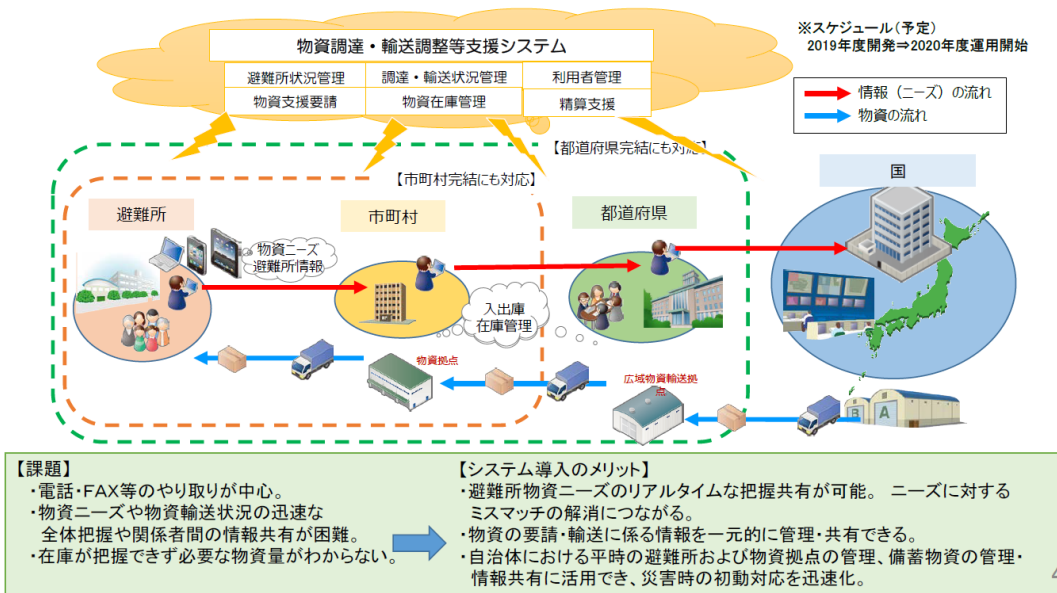 物資調達・輸送調整等支援システム
避難所状況管理
調達・輸送状況管理
利用者管理
物資支援要請
物資在庫管理
精算支援
※スケジュール(予定)
2019年度開発⇒2020年度運用開始
情報(ニーズ)の流れ
物資の流れ
【都道府県完結にも対応】
【市町村完結にも対応】
避難所
市町村
都道府県
国
物資ニーズ
避難所情報
入出庫
在庫管理
物資拠点
広域物資輸送拠
点
B
A
【課題】
・電話・FAX等のやり取りが中心。
・物資ニーズや物資輸送状況の迅速な
全体把握や関係者間の情報共有が困難。
・在庫が把握できず必要な物資量がわからない。
【システム導入のメリット】
・避難所物資ニーズのリアルタイムな把握共有が可能。 ニーズに対する
ミスマッチの解消につながる。
・物資の要請・輸送に係る情報を一元的に管理・共有できる。
・自治体における平時の避難所および物資拠点の管理、備蓄物資の管理・
情報共有に活用でき、災害時の初動対応を迅速化。